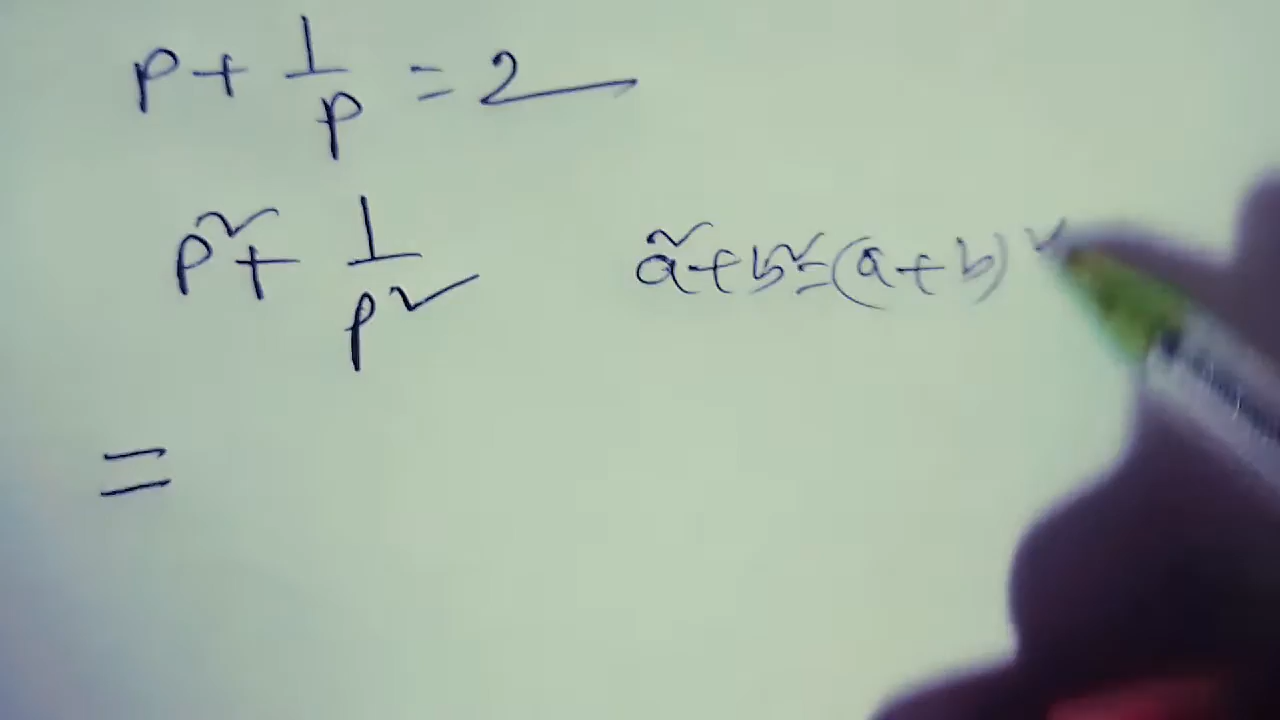 p + 1/p = 2
p² + 1/p²
a² + b² = (a + b)²
=